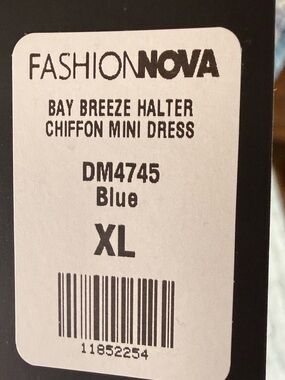 FASHIONNOVA
BAY BREEZE HALTER
CHIFFON MINI DRESS
DM4745
Blue
XL
11852254